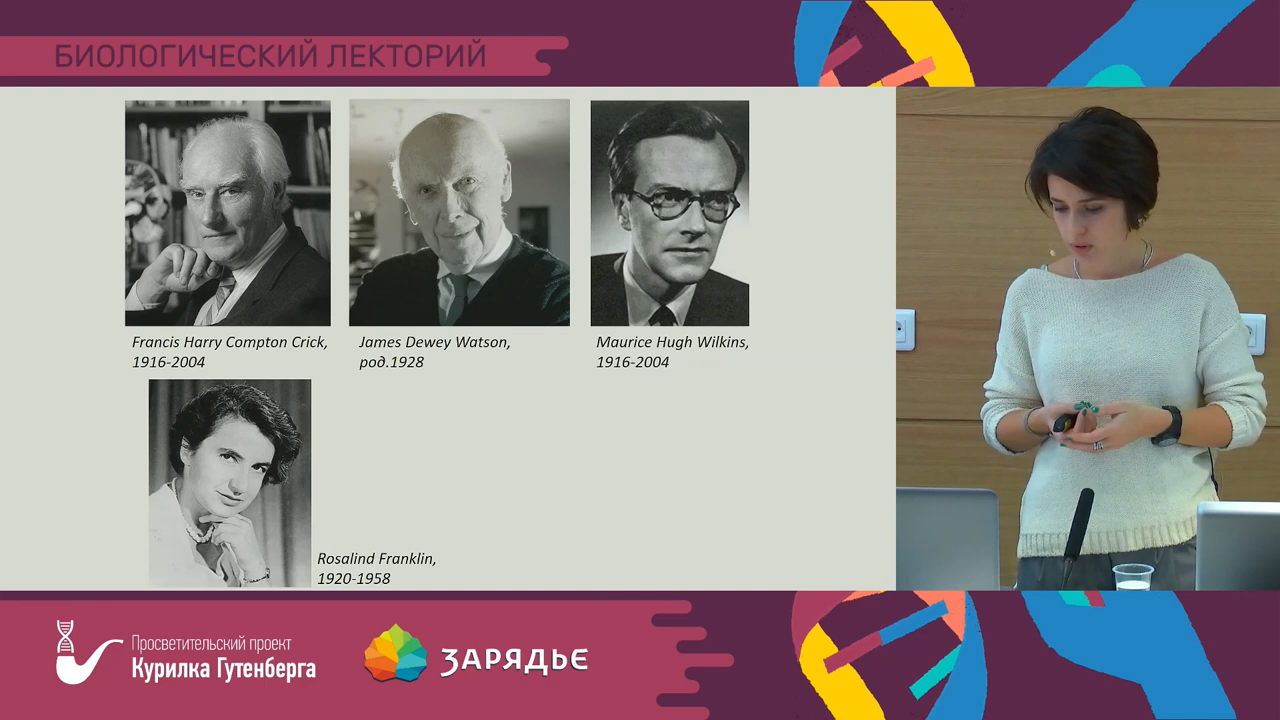 БИОЛОГИЧЕСКИЙ ЛЕКТОРИЙ
Francis Harry Compton Crick,
1916-2004
James Dewey Watson,
род.1928
Maurice Hugh Wilkins,
1916-2004
Rosalind Franklin,
1920-1958
Просветительский проект
Курилка Гутенберга
ЗАРЯДЬЕ